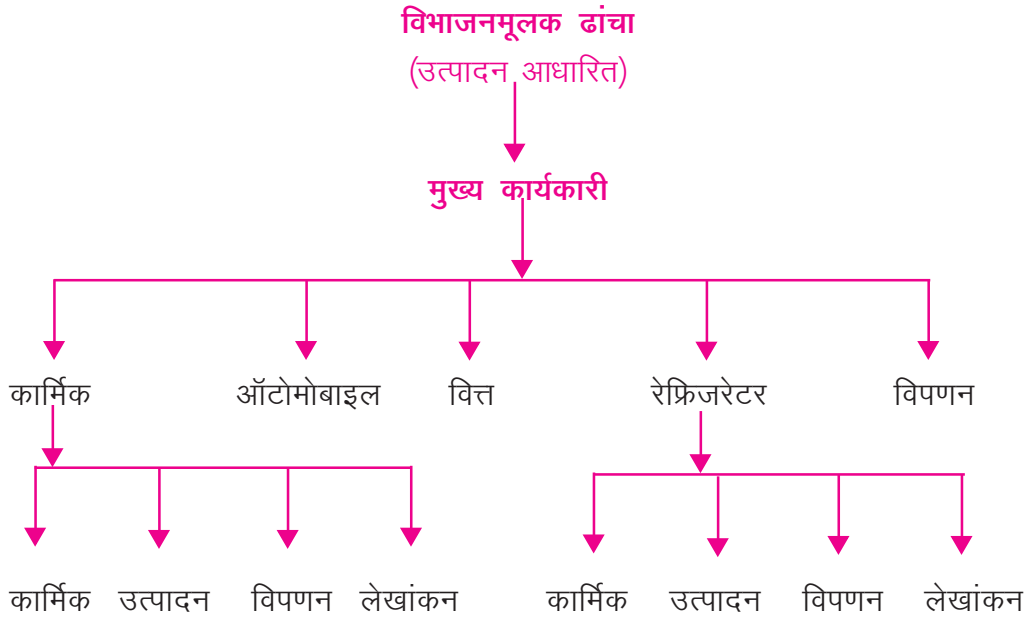 विभाजनमूलक ढांचा
(उत्पादन आधारित)
मुख्य कार्यकारी
कार्मिक ऑटोमोबाइल वित्त रेफ्रिजरेटर विपणन
कार्मिक उत्पादन विपणन लेखांकन कार्मिक उत्पादन विपणन लेखांकन